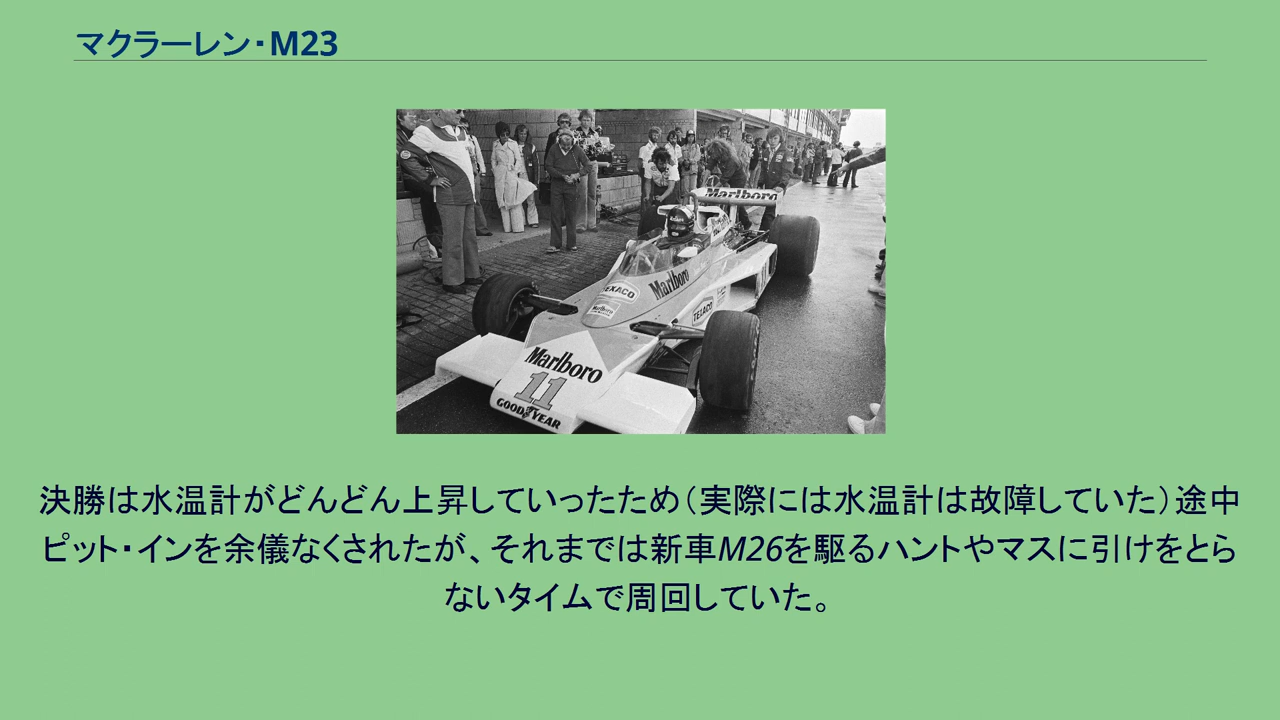 マクラーレン・M23
Marlboro
TEXACO
Marlboro
Marlboro
TEXACO
Marlboro
11
GOODYEAR
決勝は水温計がどんどん上昇していったため（実際には水温計は故障していた）途中
ピット・インを余儀なくされたが、それまでは新車M26を駆るハントやマスに引けをとら
ないタイムで周回していた。